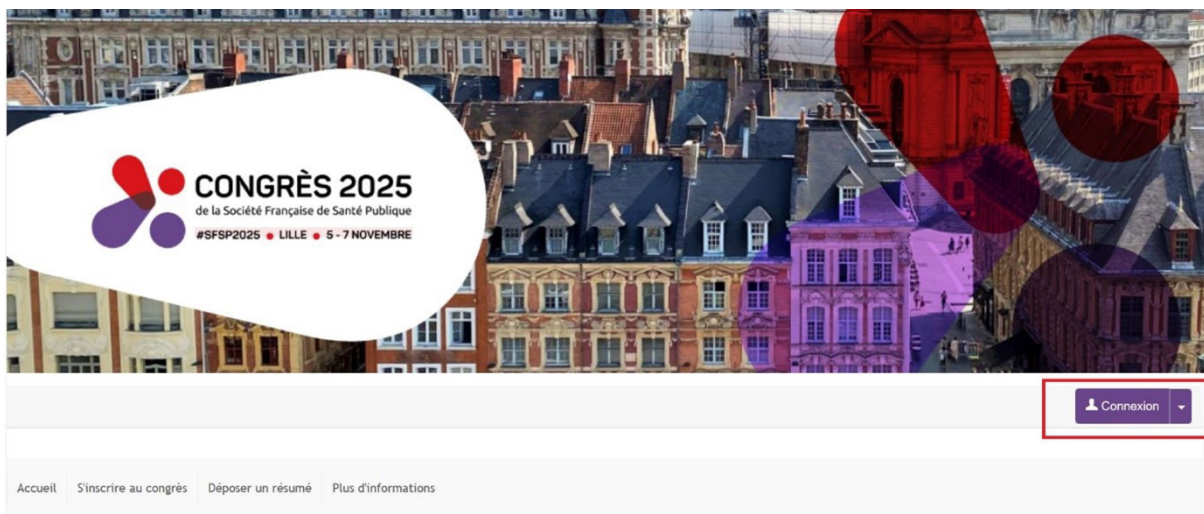 CONGRÈS 2025
de la Société Française de Santé Publique
#SFSP2025 • LILLE • 5 - 7 NOVEMBRE
Connexion
Accueil S'inscrire au congrès Déposer un résumé Plus d'informations